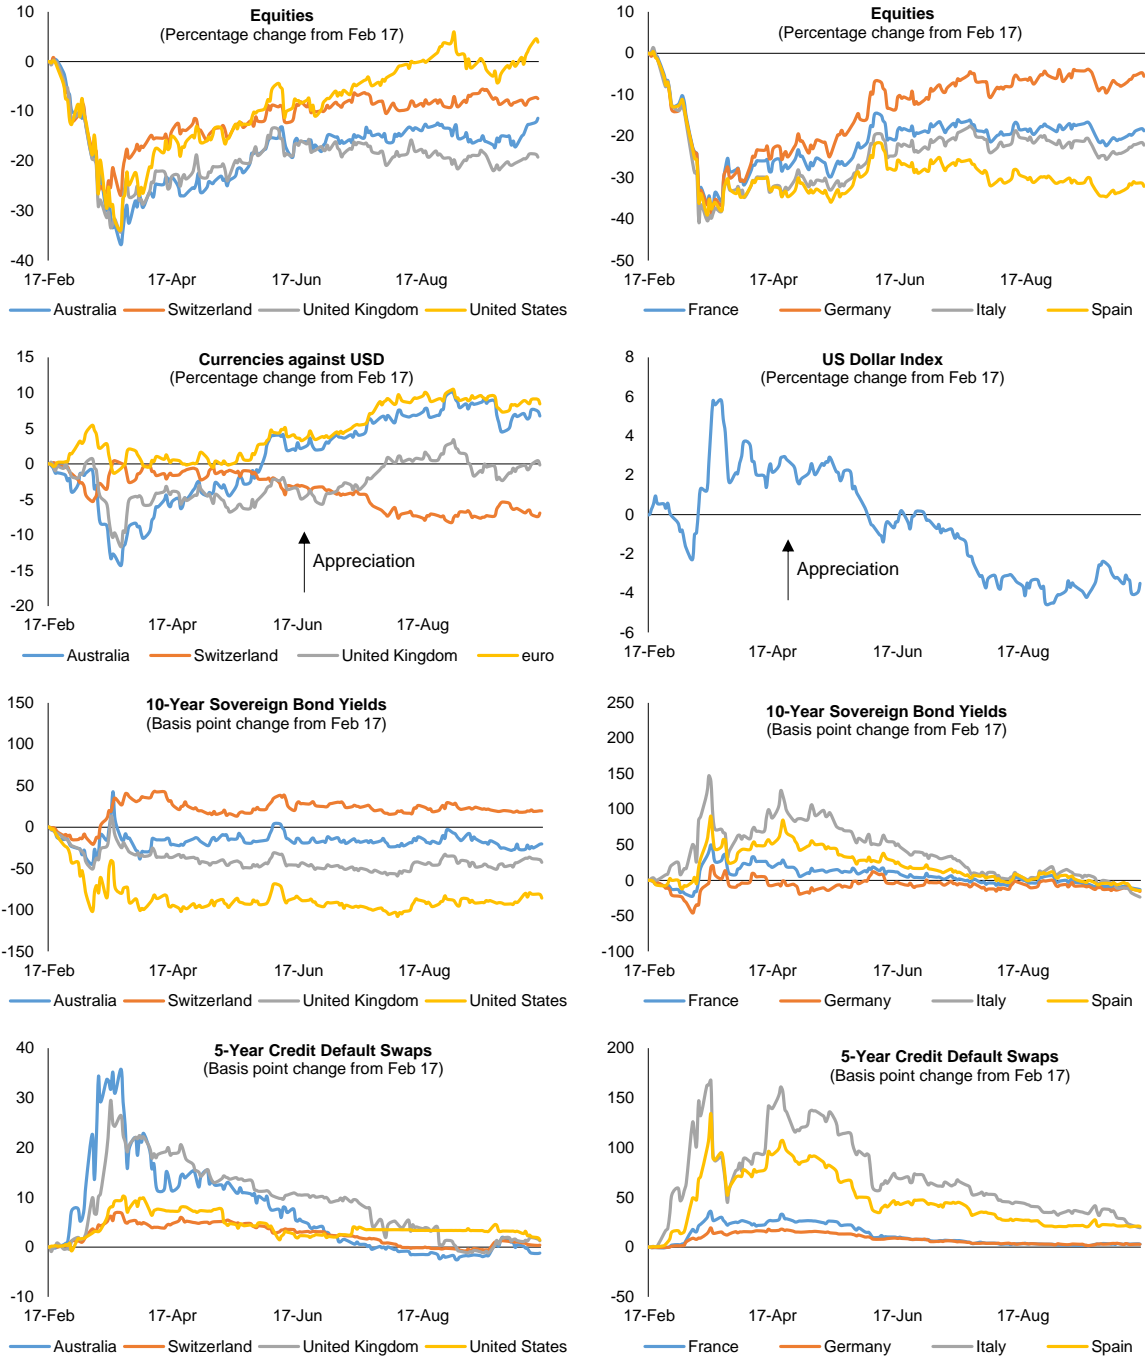 Equities
(Percentage change from Feb 17)
10
0
-10
-20
-30
-40
17-Feb 17-Apr 17-Jun 17-Aug
Australia Switzerland United Kingdom United States
Equities
(Percentage change from Feb 17)
10
0
-10
-20
-30
-40
-50
17-Feb 17-Apr 17-Jun 17-Aug
France Germany Italy Spain
Currencies against USD
(Percentage change from Feb 17)
15
10
5
0
-5
-10
-15
-20
Appreciation
17-Feb 17-Apr 17-Jun 17-Aug
Australia Switzerland United Kingdom euro
US Dollar Index
(Percentage change from Feb 17)
8
6
4
2
0
-2
-4
-6
Appreciation
17-Feb 17-Apr 17-Jun 17-Aug
10-Year Sovereign Bond Yields
(Basis point change from Feb 17)
150
100
50
0
-50
-100
-150
17-Feb 17-Apr 17-Jun 17-Aug
Australia Switzerland United Kingdom United States
10-Year Sovereign Bond Yields
(Basis point change from Feb 17)
250
200
150
100
50
0
-50
-100
17-Feb 17-Apr 17-Jun 17-Aug
France Germany Italy Spain
5-Year Credit Default Swaps
(Basis point change from Feb 17)
40
30
20
10
0
-10
17-Feb 17-Apr 17-Jun 17-Aug
Australia Switzerland United Kingdom United States
5-Year Credit Default Swaps
(Basis point change from Feb 17)
200
150
100
50
0
-50
17-Feb 17-Apr 17-Jun 17-Aug
France Germany Italy Spain